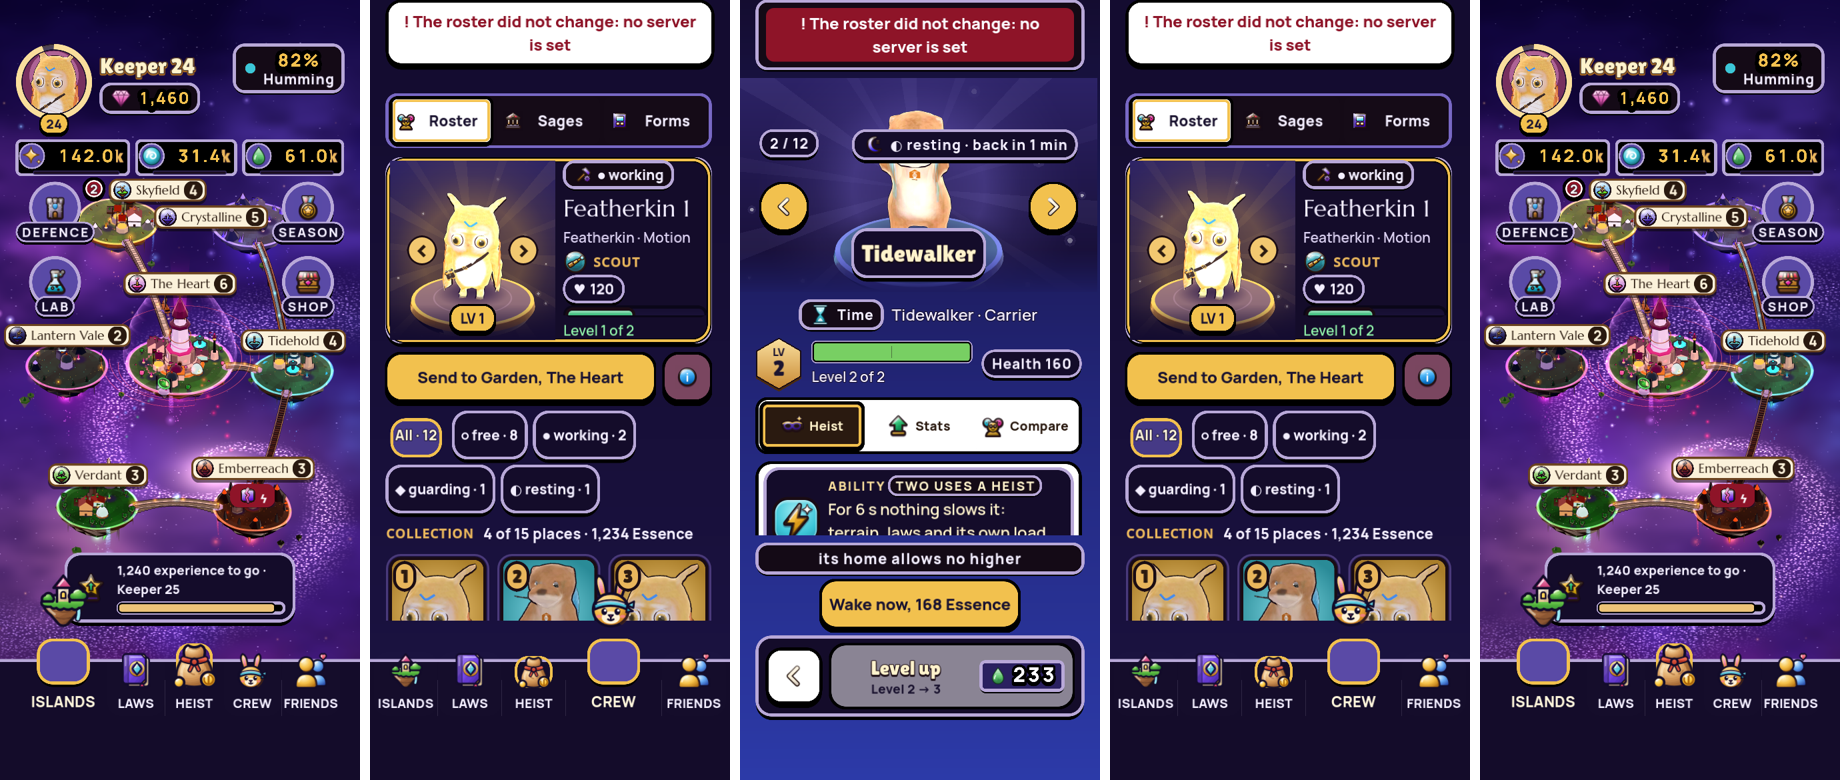 Keeper 24
1,460
24
82%
Humming
142.0k
31.4k
61.0k
2
Skyfield 4
Crystalline 5
DEFENCE
SEASON
The Heart 6
LAB
SHOP
Lantern Vale 2
Tidehold 4
Verdant 3
Emberreach 3
4
1,240 experience to go ·
Keeper 25
ISLANDS
LAWS
HEIST
CREW
FRIENDS
! The roster did not change: no server
is set
Roster
Sages
Forms
● working
Featherkin 1
Featherkin · Motion
SCOUT
♥ 120
LV 1
Level 1 of 2
Send to Garden, The Heart
All · 12
○ free · 8
● working · 2
◆ guarding · 1
◐ resting · 1
COLLECTION 4 of 15 places · 1,234 Essence
1
2
3
ISLANDS
LAWS
HEIST
CREW
FRIENDS
! The roster did not change: no
server is set
2 / 12
◐ resting · back in 1 min
Tidewalker
Time
Tidewalker · Carrier
LV
2
Level 2 of 2
Health 160
Heist
Stats
Compare
ABILITY TWO USES A HEIST
For 6 s nothing slows it:
terrain, laws and its own load
its home allows no higher
Wake now, 168 Essence
Level up
Level 2 → 3
233
! The roster did not change: no server
is set
Roster
Sages
Forms
● working
Featherkin 1
Featherkin · Motion
SCOUT
♥ 120
LV 1
Level 1 of 2
Send to Garden, The Heart
All · 12
○ free · 8
● working · 2
◆ guarding · 1
◐ resting · 1
COLLECTION 4 of 15 places · 1,234 Essence
1
2
3
ISLANDS
LAWS
HEIST
CREW
FRIENDS
Keeper 24
1,460
24
82%
Humming
142.0k
31.4k
61.0k
2
Skyfield 4
Crystalline 5
DEFENCE
SEASON
The Heart 6
LAB
SHOP
Lantern Vale 2
Tidehold 4
Verdant 3
Emberreach 3
4
1,240 experience to go ·
Keeper 25
ISLANDS
LAWS
HEIST
CREW
FRIENDS